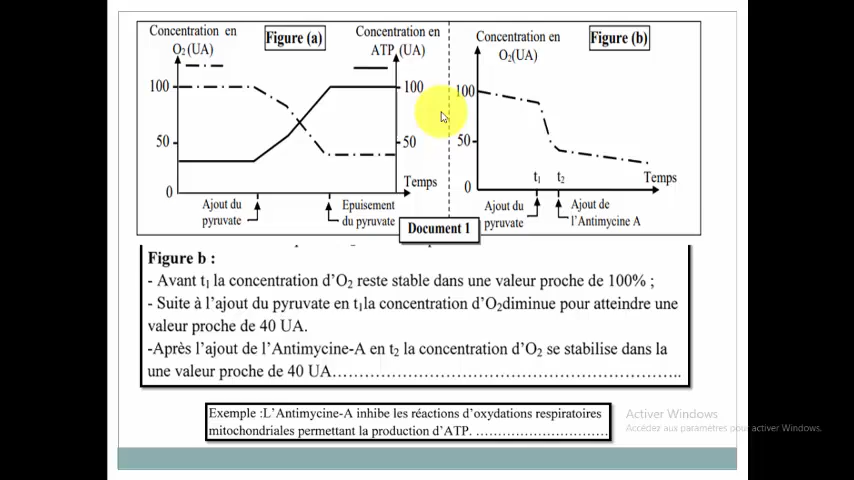 Concentration en
O2 (UA)
Figure (a)
Concentration en
ATP (UA)
Concentration en
O2(UA)
Figure (b)
100
50
0
100
50
Temps
100
50
0
t1
t2
Temps
Ajout du
pyruvate
Epuisement
du pyruvate
Ajout du
pyruvate
Ajout de
l'Antimycine A
Document 1
Figure b :
- Avant t1 la concentration d'O2 reste stable dans une valeur proche de 100% ;
- Suite à l'ajout du pyruvate en t1la concentration d'O2diminue pour atteindre une
valeur proche de 40 UA.
-Après l'ajout de l'Antimycine-A en t2 la concentration d'O2 se stabilise dans la
une valeur proche de 40 UA……………………………………………..
Exemple :L'Antimycine-A inhibe les réactions d'oxydations respiratoires
mitochondriales permettant la production d'ATP. …………………………
Activer Windows
Accédez aux paramètres pour activer Windows.